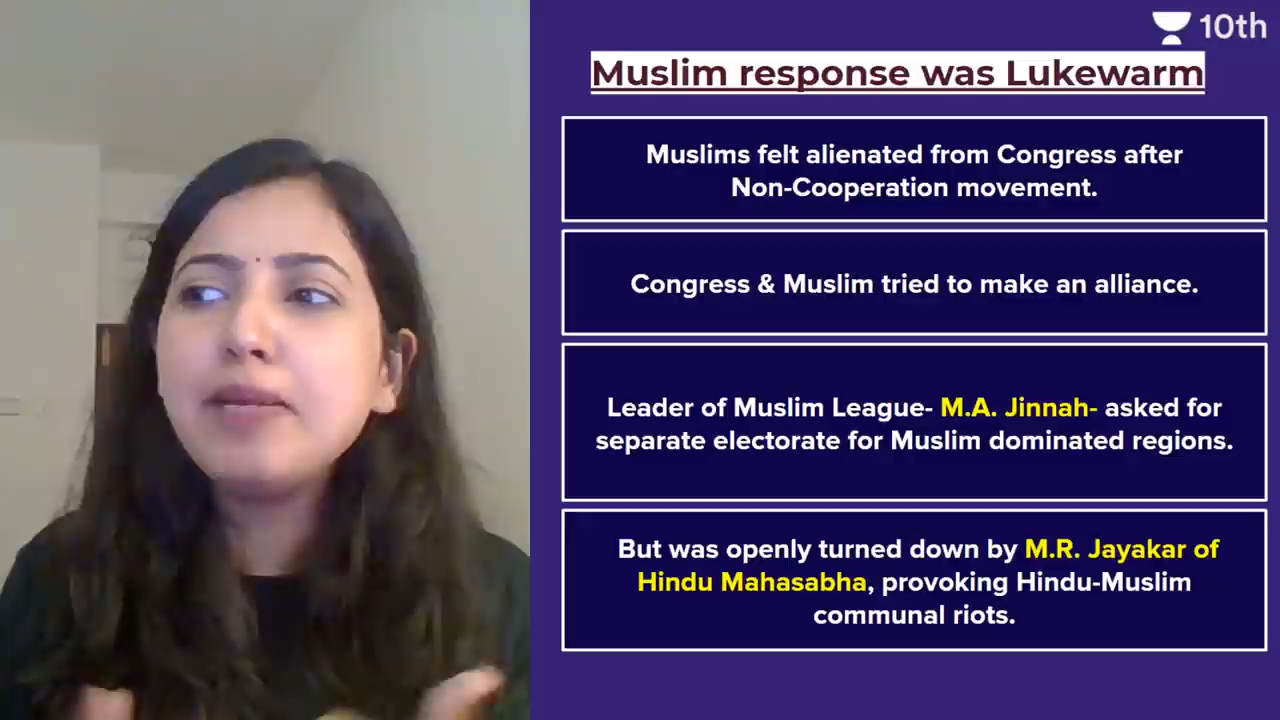 10th
Muslim response was Lukewarm
Muslims felt alienated from Congress after
Non-Cooperation movement.
Congress & Muslim tried to make an alliance.
Leader of Muslim League- M.A. Jinnah- asked for
separate electorate for Muslim dominated regions.
But was openly turned down by M.R. Jayakar of
Hindu Mahasabha, provoking Hindu-Muslim
communal riots.